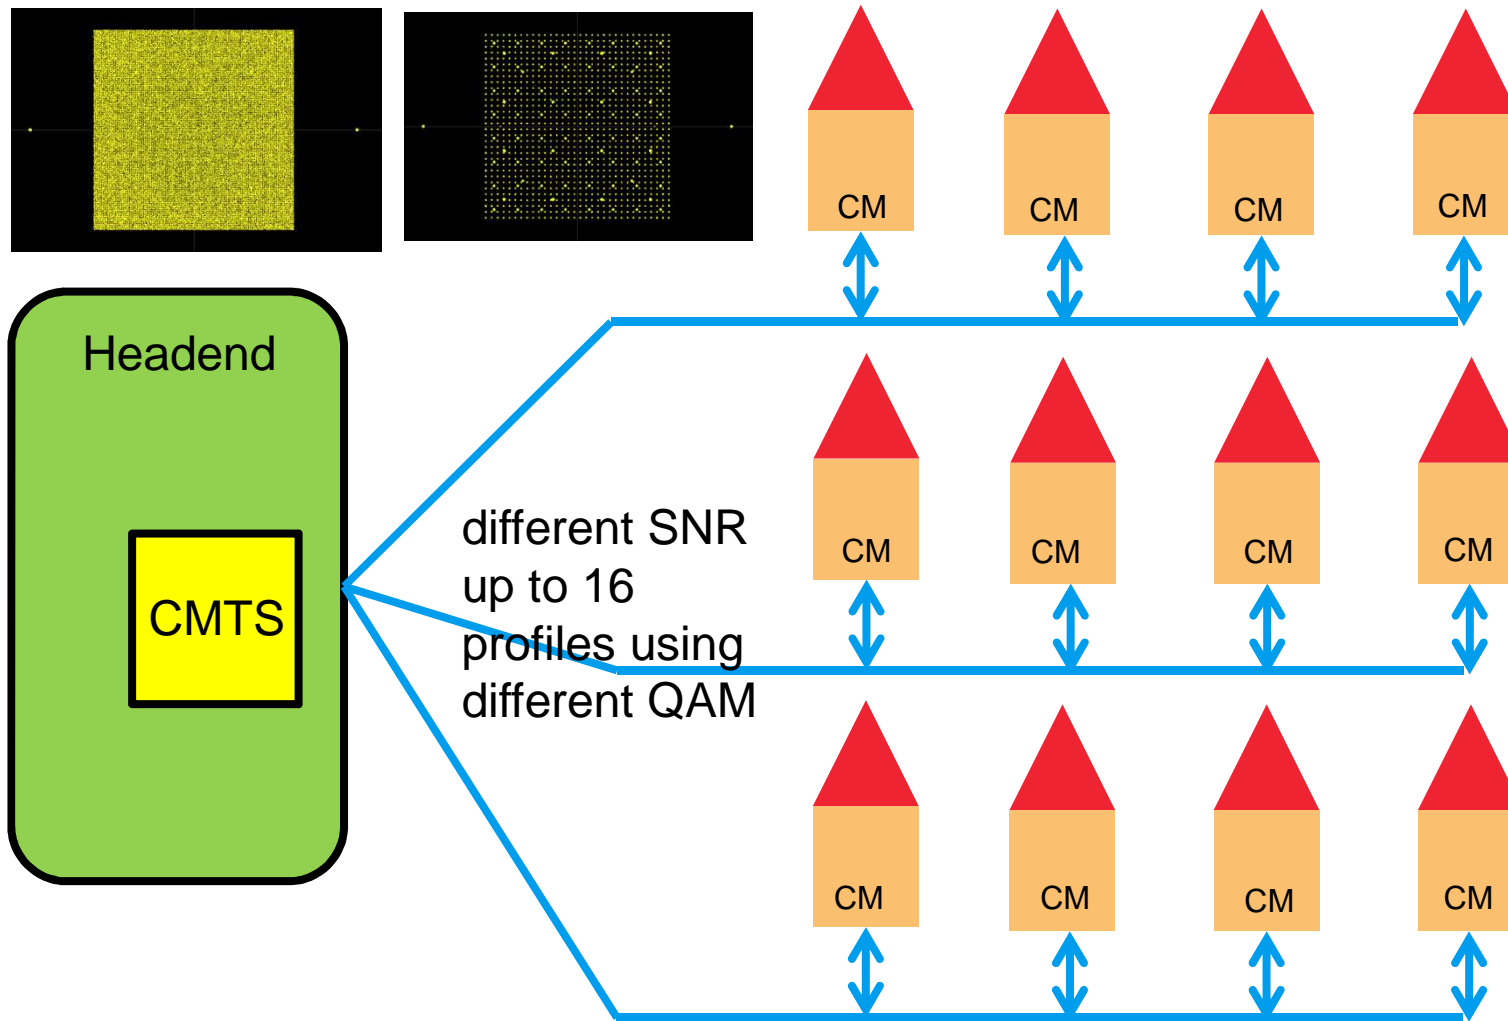 CM
CM
CM
CM
Headend
CMTS
different SNR
up to 16
profiles using
different QAM
CM
CM
CM
CM
CM
CM
CM
CM